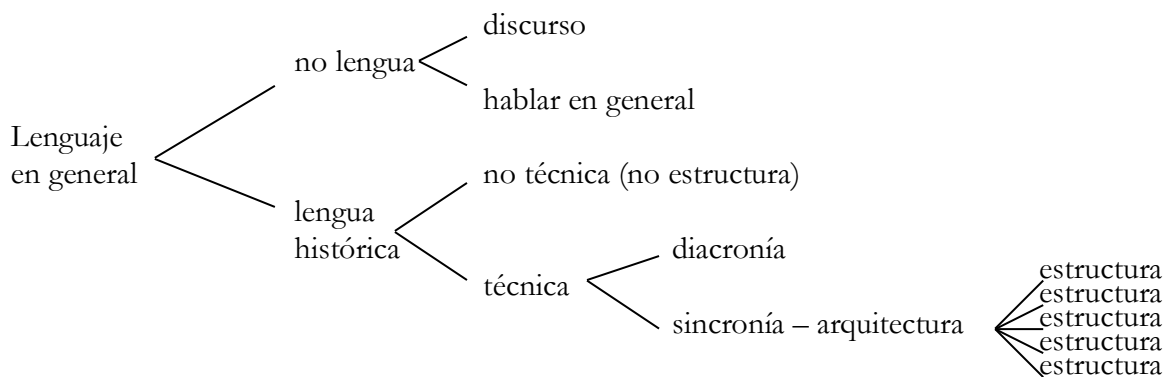 discurso
no lengua
hablar en general
Lenguaje
en general
no técnica (no estructura)
lengua
histórica
diacronía
técnica
estructura
estructura
sincronía – arquitectura
estructura
estructura
estructura